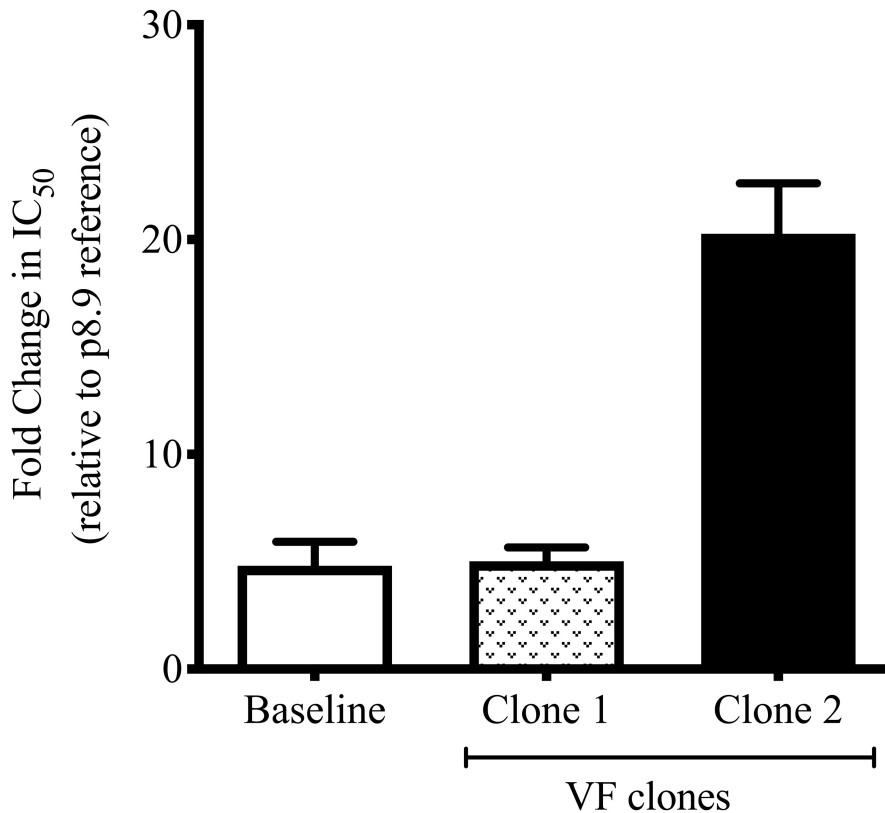 Fold Change in IC50
(relative to p8.9 reference)
30
20
10
0
Baseline
Clone 1
Clone 2
VF clones